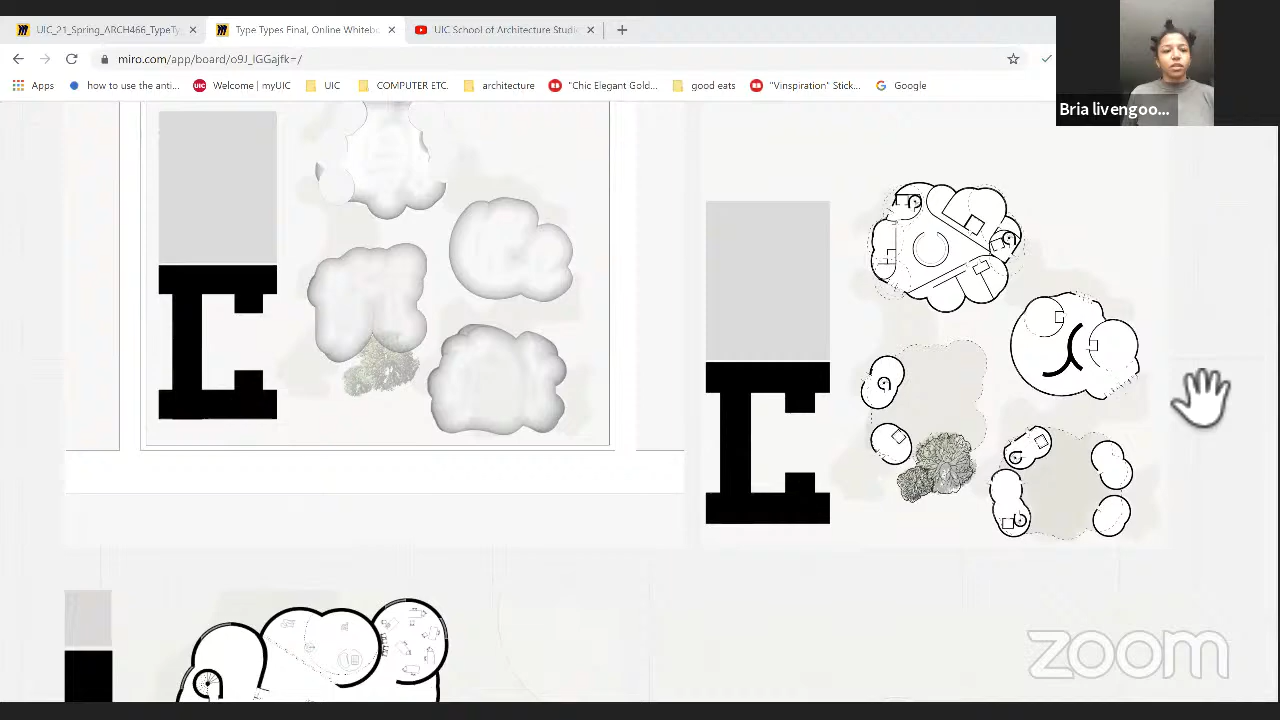 UIC_21_Spring_ARCH466_TypeTy
Type Types Final, Online Whitebo
UIC School of Architecture Studio
miro.com/app/board/o9J_lGGajfk=/
Apps
how to use the anti...
Welcome | myUIC
UIC
COMPUTER ETC.
architecture
"Chic Elegant Gold...
good eats
"Vinspiration" Stick...
Google
Bria livengoo...
zoom